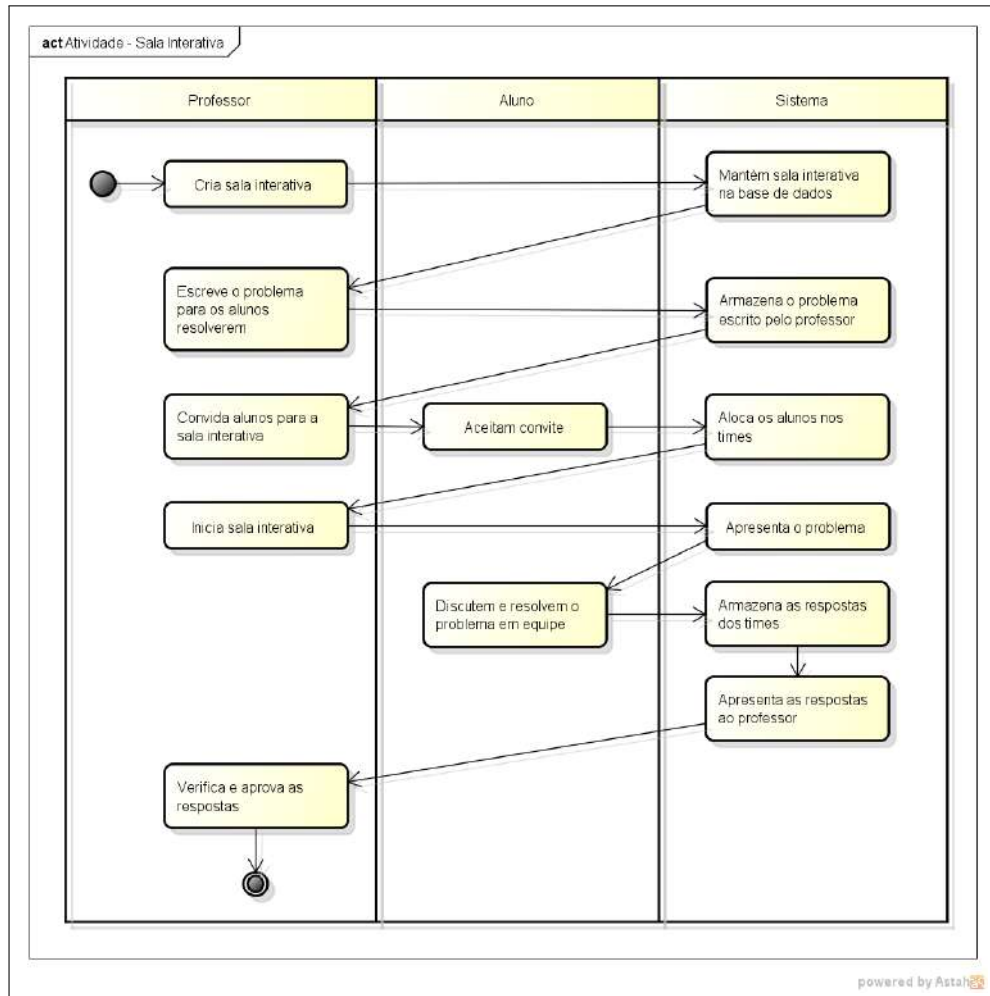 act Atividade - Sala Interativa
Professor
Aluno
Sistema
Cria sala interativa
Mantém sala interativa
na base de dados
Escreve o problema
para os alunos
resolverem
Armazena o problema
escrito pelo professor
Convida alunos para a
sala interativa
Aceitam convite
Aloca os alunos nos
times
Inicia sala interativa
Apresenta o problema
Discutem e resolvem o
problema em equipe
Armazena as respostas
dos times
Apresenta as respostas
ao professor
Verifica e aprova as
respostas
powered by Astah